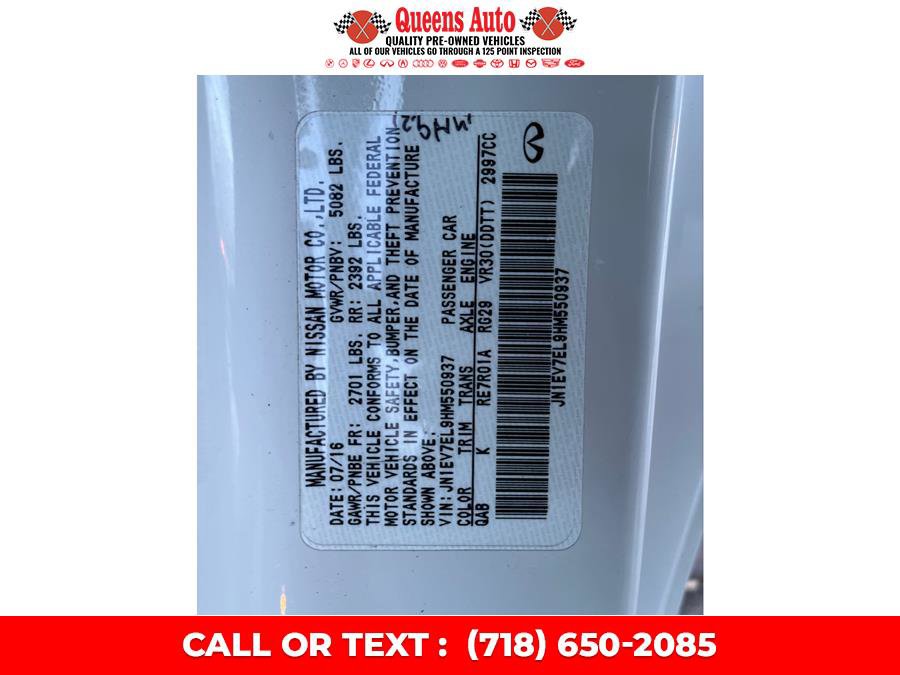 Queens Auto
QUALITY PRE-OWNED VEHICLES
ALL OF OUR VEHICLES GO THROUGH A 125 POINT INSPECTION
MANUFACTURED BY NISSAN MOTOR CO.,LTD.
DATE: 07/16 GVWR/PNBV: 5082 LBS.
GAWR/PNBE FR: 2701 LBS. RR: 2392 LBS.
THIS VEHICLE CONFORMS TO ALL APPLICABLE FEDERAL
MOTOR VEHICLE SAFETY,BUMPER,AND THEFT PREVENTION
STANDARDS IN EFFECT ON THE DATE OF MANUFACTURE
SHOWN ABOVE.
VIN:JN1EV7EL9HM550937 PASSENGER CAR
COLOR TRIM TRANS AXLE ENGINE
QAB K RE7R01A RG29 VR30(DDTT) 2997CC
JN1EV7EL9HM550937
CALL OR TEXT : (718) 650-2085